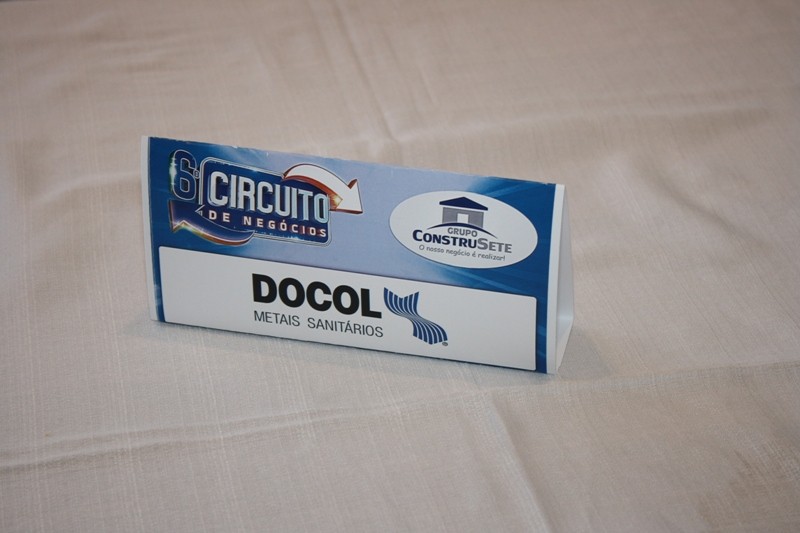 6º CIRCUITO
DE NEGÓCIOS
GRUPO
CONSTRUSETE
O nosso negócio é realizar!
DOCOL
METAIS SANITÁRIOS
®